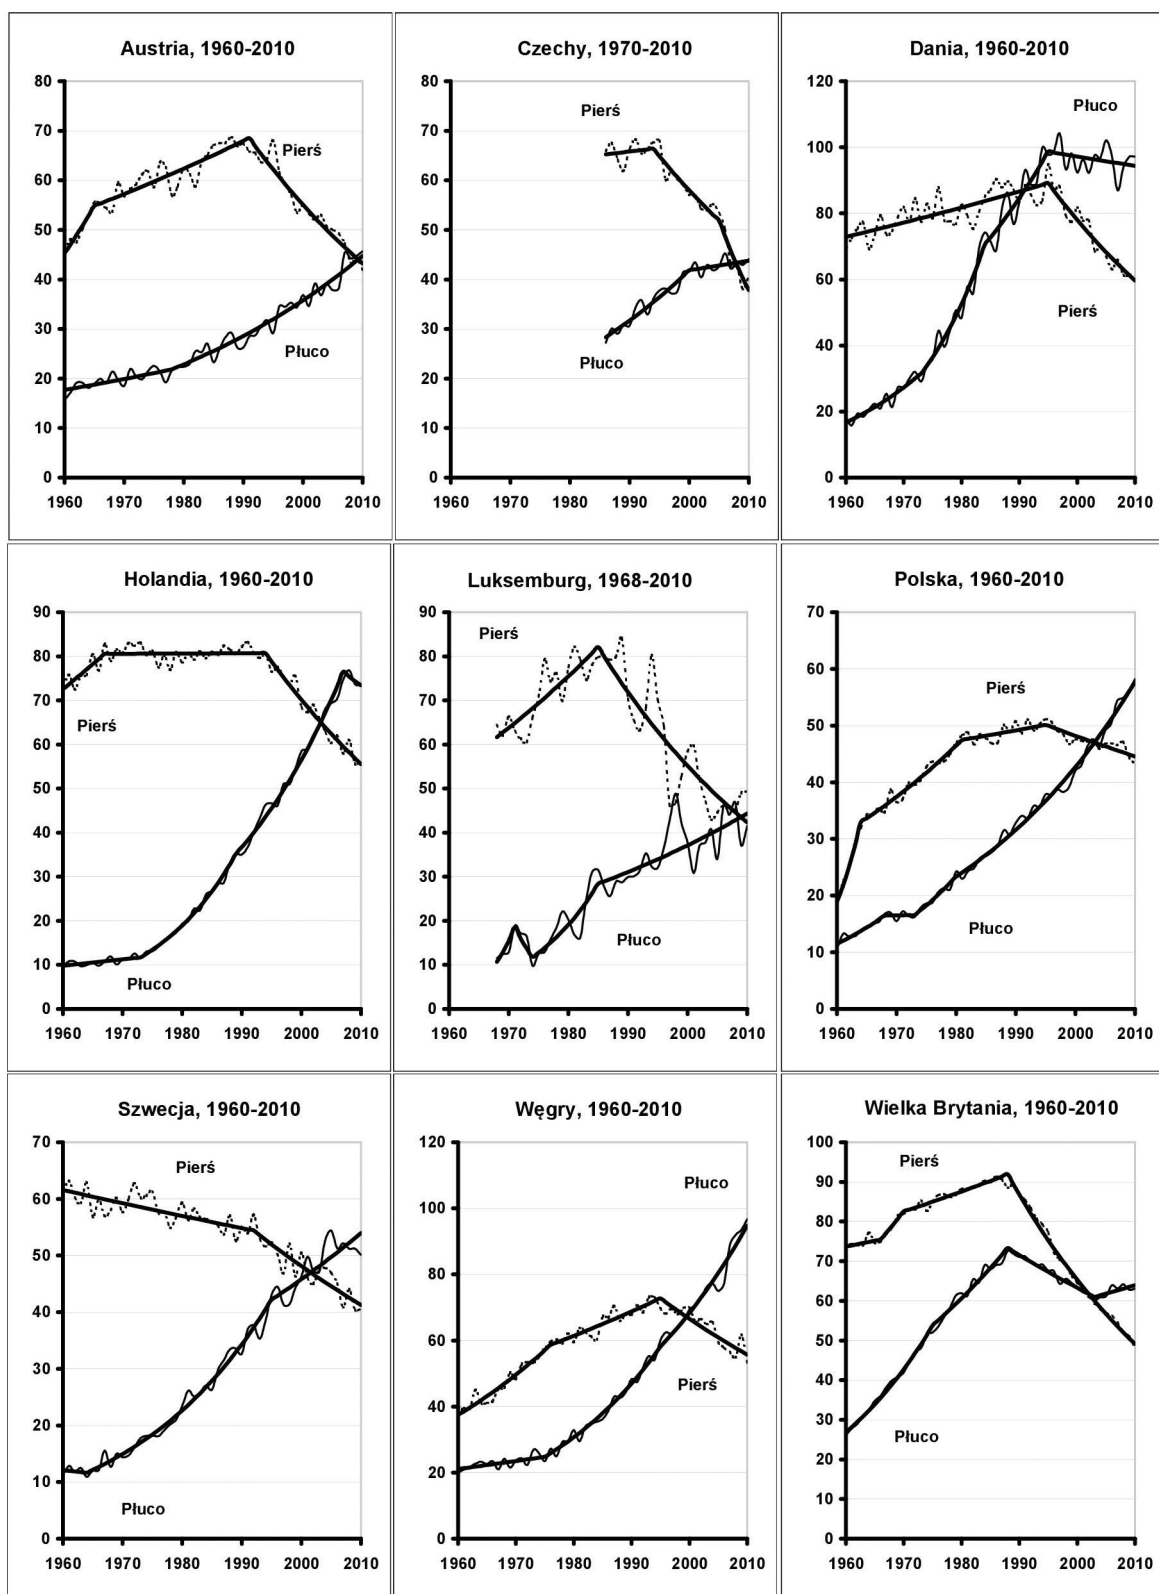 Austria, 1960-2010
80
70
60
50
40
30
20
10
0
1960 1970 1980 1990 2000 2010
Pierś
Płuco
Czechy, 1970-2010
80
70
60
50
40
30
20
10
0
1960 1970 1980 1990 2000 2010
Pierś
Płuco
Dania, 1960-2010
120
100
80
60
40
20
0
1960 1970 1980 1990 2000 2010
Płuco
Pierś
Holandia, 1960-2010
90
80
70
60
50
40
30
20
10
0
1960 1970 1980 1990 2000 2010
Pierś
Płuco
Luksemburg, 1968-2010
90
80
70
60
50
40
30
20
10
0
1960 1970 1980 1990 2000 2010
Pierś
Płuco
Polska, 1960-2010
70
60
50
40
30
20
10
0
1960 1970 1980 1990 2000 2010
Pierś
Płuco
Szwecja, 1960-2010
70
60
50
40
30
20
10
0
1960 1970 1980 1990 2000 2010
Pierś
Płuco
Węgry, 1960-2010
120
100
80
60
40
20
0
1960 1970 1980 1990 2000 2010
Płuco
Pierś
Wielka Brytania, 1960-2010
100
90
80
70
60
50
40
30
20
10
0
1960 1970 1980 1990 2000 2010
Pierś
Płuco